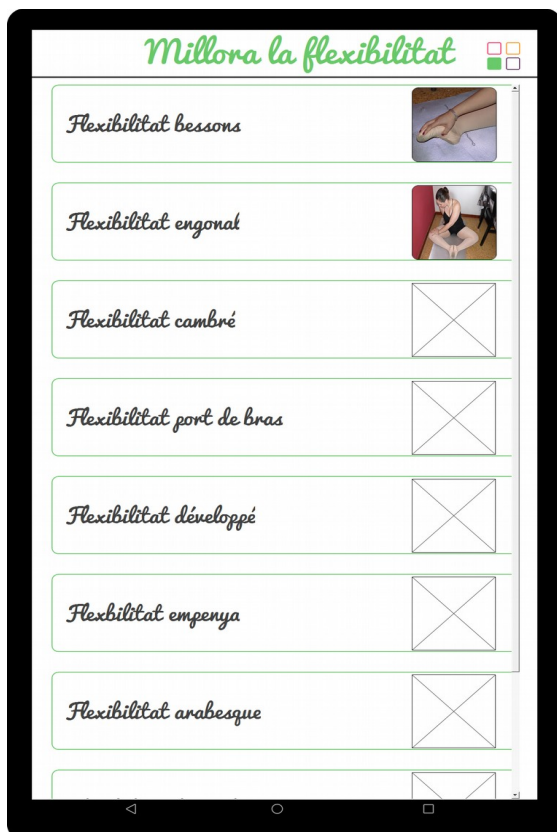 Millora la flexibilitat
Flexibilitat bessons
Flexibilitat engonal
Flexibilitat cambré
Flexibilitat port de bras
Flexibilitat développé
Flexbilitat empenya
Flexibilitat arabesque